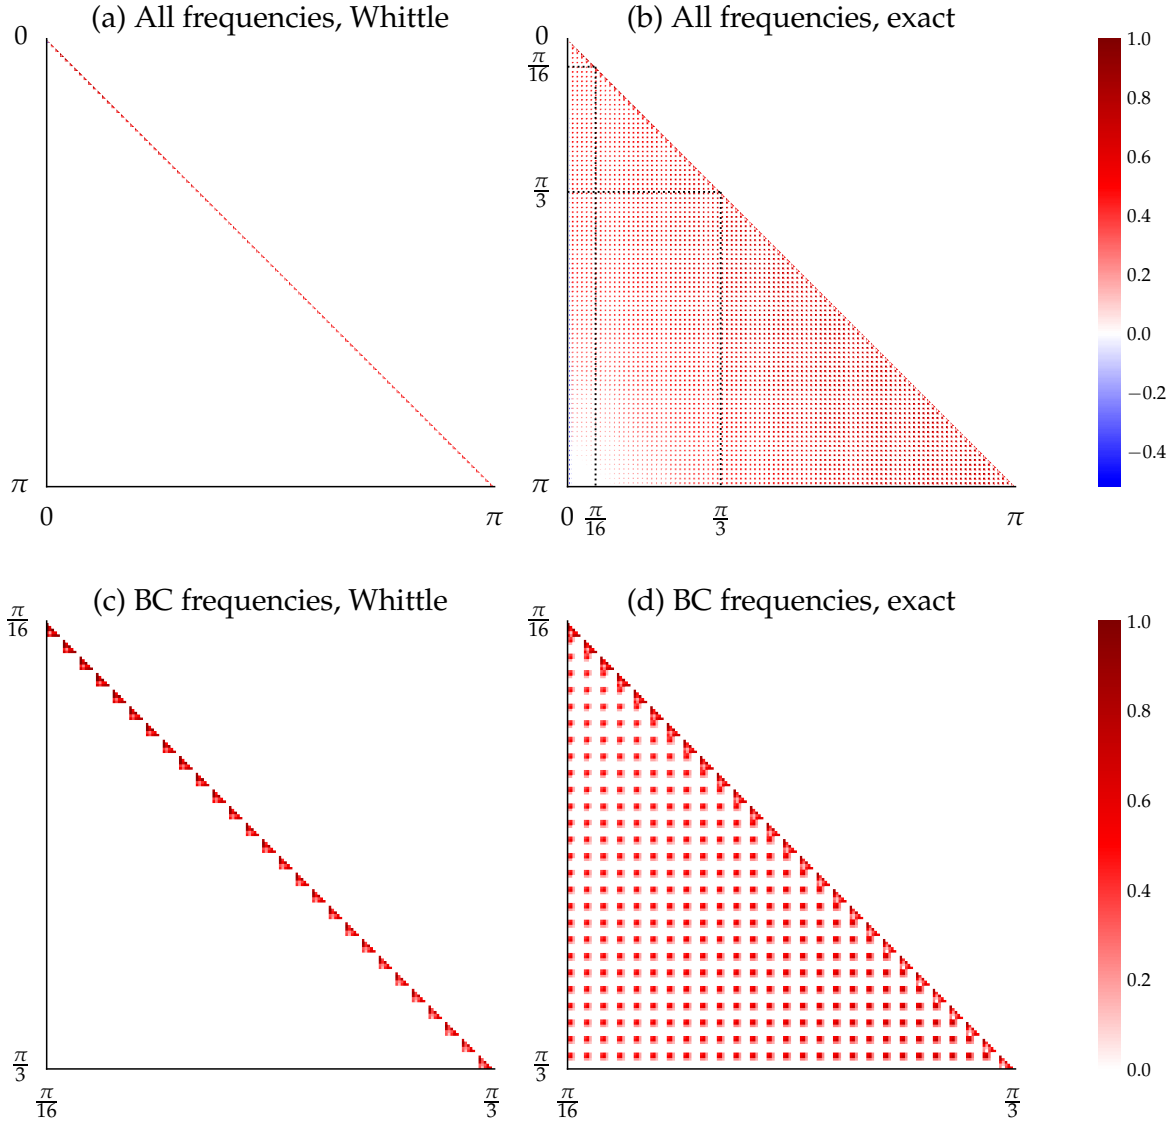 (a) All frequencies, Whittle
(b) All frequencies, exact
0
π
0
π
0
π/16
π/3
π
0
π/16
π/3
π
1.0
0.8
0.6
0.4
0.2
0.0
−0.2
−0.4
(c) BC frequencies, Whittle
(d) BC frequencies, exact
π/16
π/3
π/16
π/3
π/16
π/3
π/16
π/3
1.0
0.8
0.6
0.4
0.2
0.0